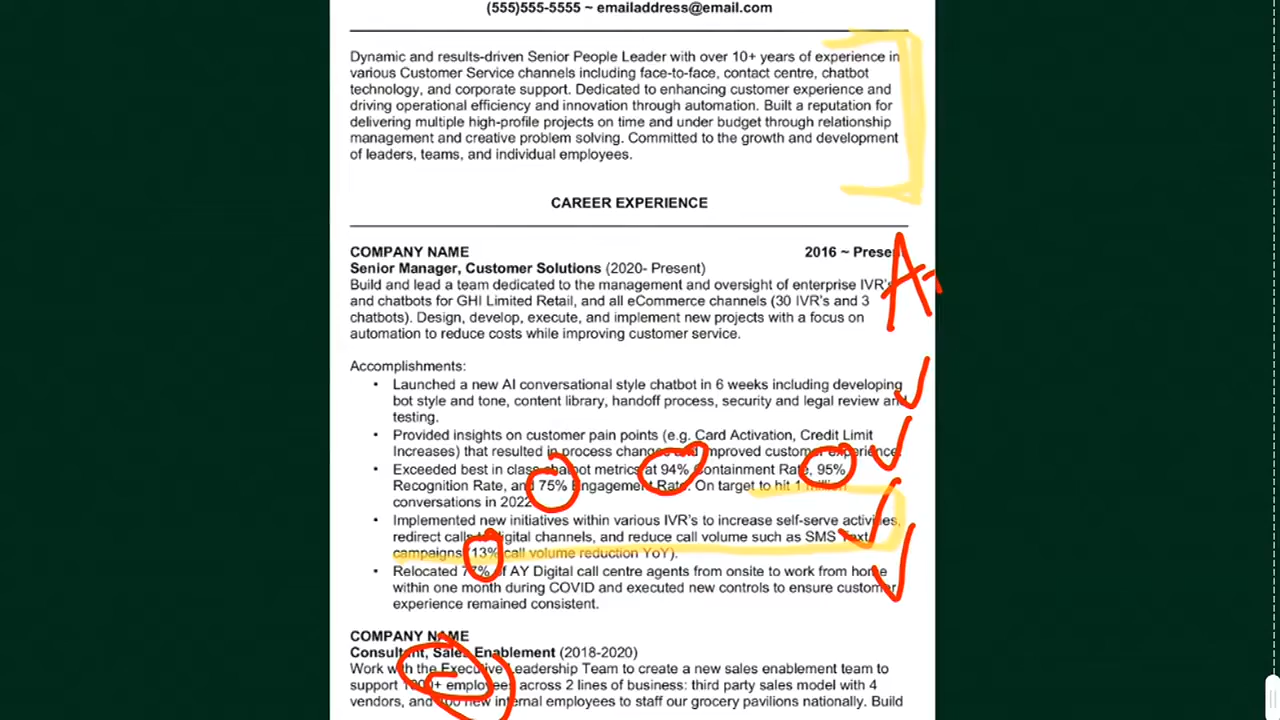 (555)555-5555 ~ emailaddress@email.com
Dynamic and results-driven Senior People Leader with over 10+ years of experience in
various Customer Service channels including face-to-face, contact centre, chatbot
technology, and corporate support. Dedicated to enhancing customer experience and
driving operational efficiency and innovation through automation. Built a reputation for
delivering multiple high-profile projects on time and under budget through relationship
management and creative problem solving. Committed to the growth and development
of leaders, teams, and individual employees.
CAREER EXPERIENCE
COMPANY NAME 2016 ~ Present
A+
Senior Manager, Customer Solutions (2020- Present)
Build and lead a team dedicated to the management and oversight of enterprise IVR's
and chatbots for GHI Limited Retail, and all eCommerce channels (30 IVR's and 3
chatbots). Design, develop, execute, and implement new projects with a focus on
automation to reduce costs while improving customer service.
Accomplishments:
• Launched a new AI conversational style chatbot in 6 weeks including developing
bot style and tone, content library, handoff process, security and legal review and
testing.
• Provided insights on customer pain points (e.g. Card Activation, Credit Limit
Increases) that resulted in process changes and improved customer experience.
• Exceeded best in class chatbot metrics at 94% Containment Rate, 95%
Recognition Rate, and 75% Engagement Rate. On target to hit 1 million
conversations in 2022.
• Implemented new initiatives within various IVR's to increase self-serve activities,
redirect calls to digital channels, and reduce call volume such as SMS Text
campaigns (13% call volume reduction YoY).
• Relocated 77% of AY Digital call centre agents from onsite to work from home
within one month during COVID and executed new controls to ensure customer
experience remained consistent.
COMPANY NAME
Consultant, Sales Enablement (2018-2020)
Work with the Executive Leadership Team to create a new sales enablement team to
support employees across 2 lines of business: third party sales model with 4
vendors, and new internal employees to staff our grocery pavilions nationally. Build